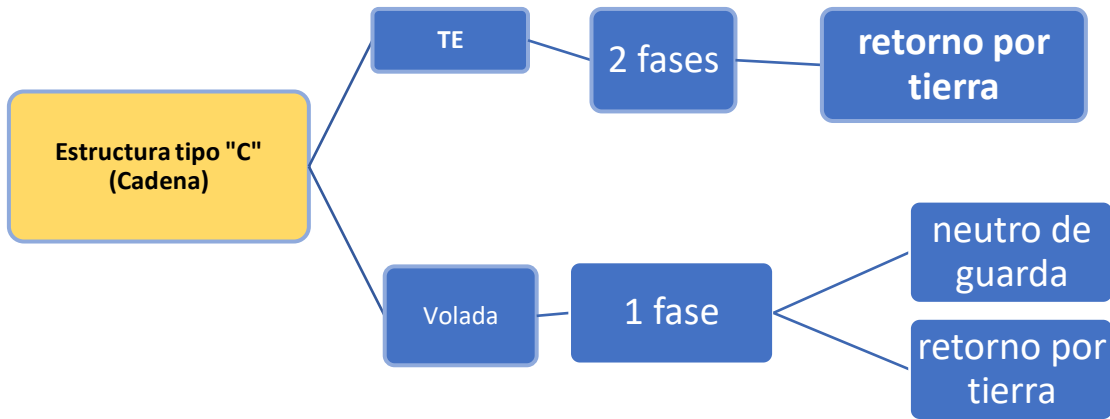 Estructura tipo "C"
(Cadena)
TE
2 fases
retorno por
tierra
Volada
1 fase
neutro de
guarda
retorno por
tierra